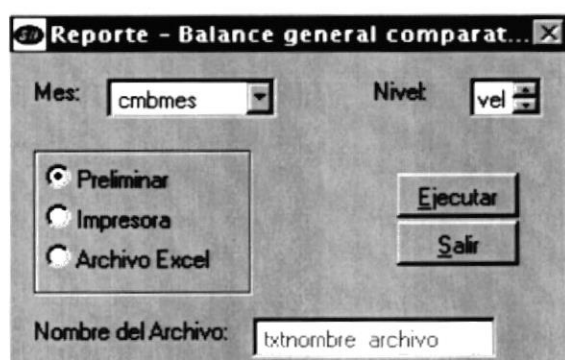 Reporte - Balance general comparat...
Mes: cmbmes Nivel: vel
Preliminar
Impresora
Archivo Excel
Ejecutar
Salir
Nombre del Archivo: txtnombre archivo